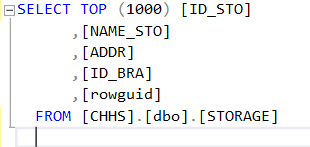 SELECT TOP (1000) [ID_STO]
,[NAME_STO]
,[ADDR]
,[ID_BRA]
,[rowguid]
FROM [CHHS].[dbo].[STORAGE]